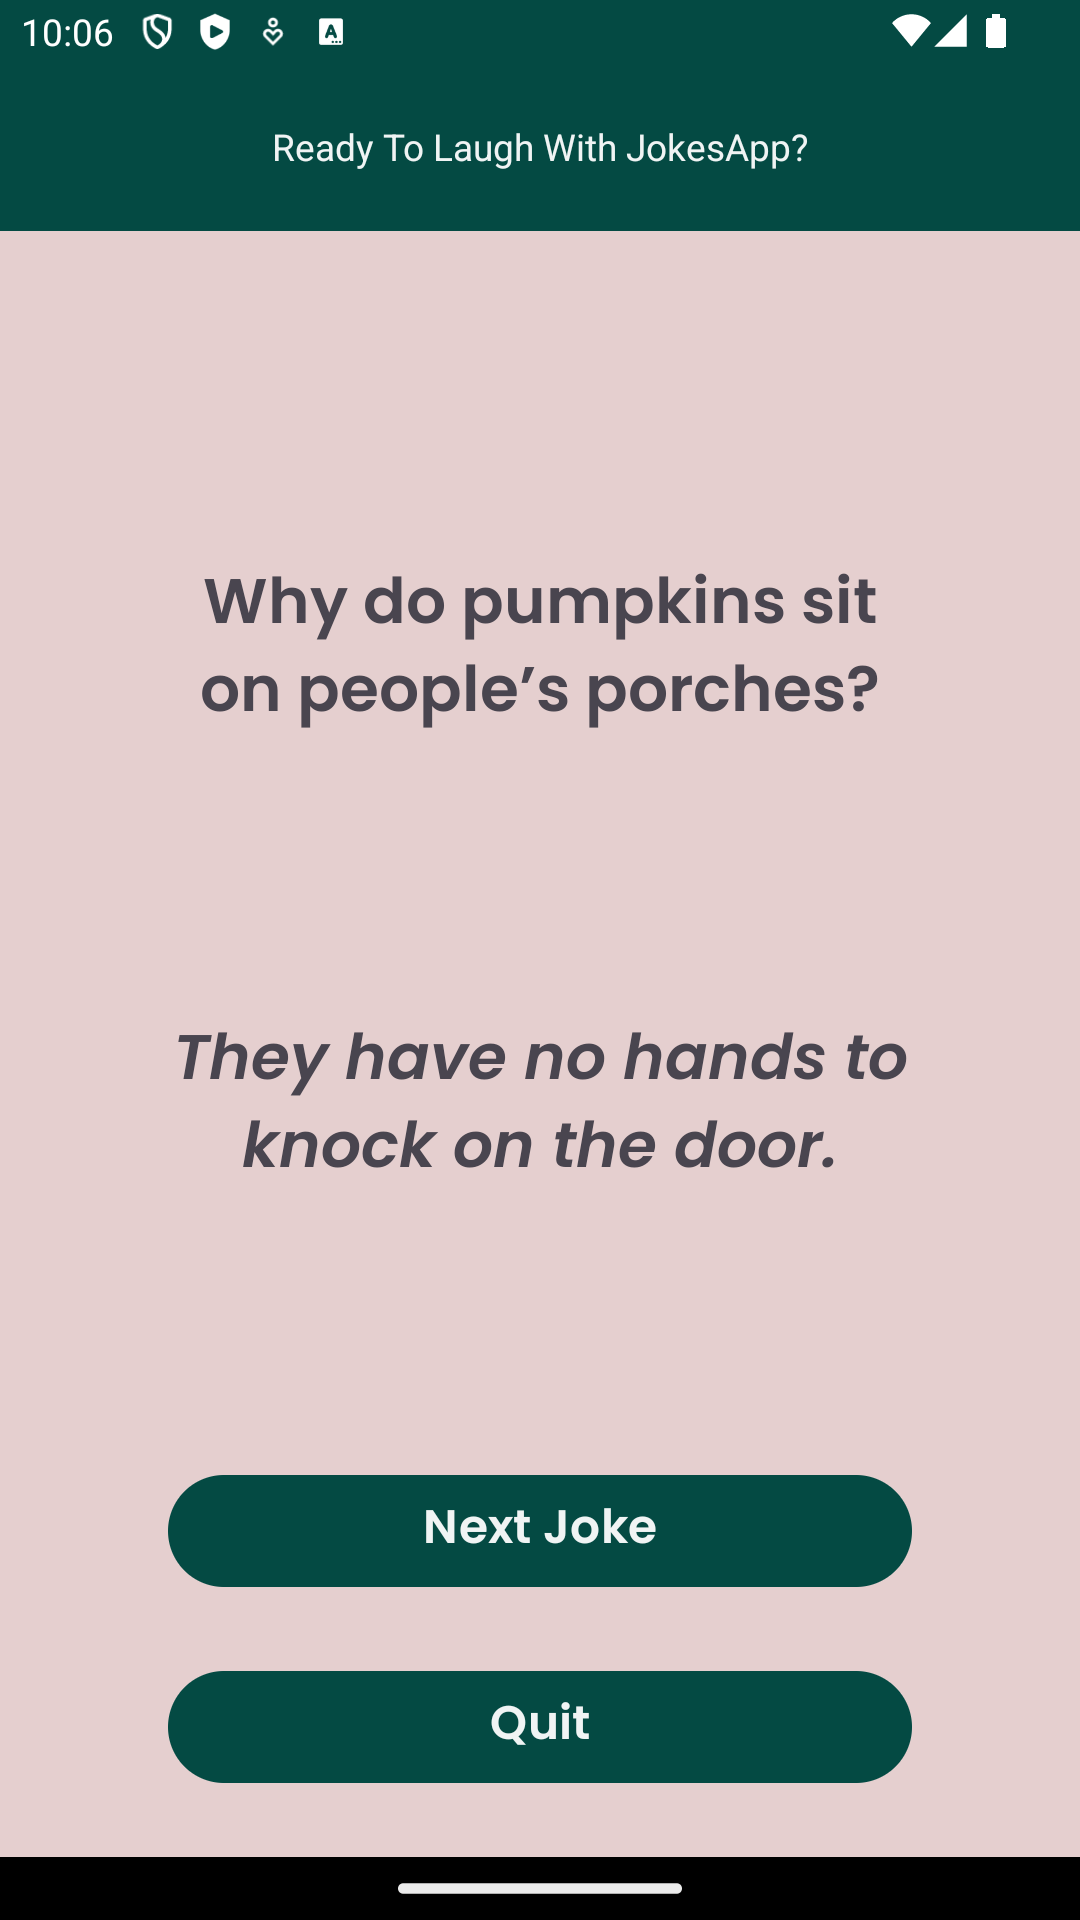 10:06
Ready To Laugh With JokesApp?
Why do pumpkins sit
on people’s porches?
They have no hands to
knock on the door.
Next Joke
Quit